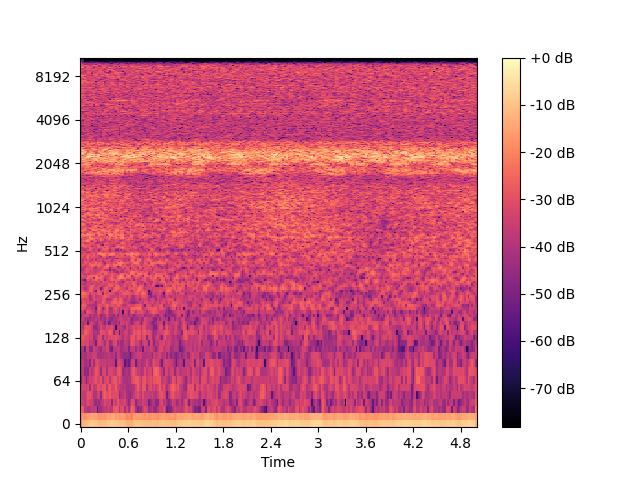 8192
4096
2048
1024
512
256
128
64
0
Hz
0 0.6 1.2 1.8 2.4 3 3.6 4.2 4.8
Time
+0 dB
-10 dB
-20 dB
-30 dB
-40 dB
-50 dB
-60 dB
-70 dB